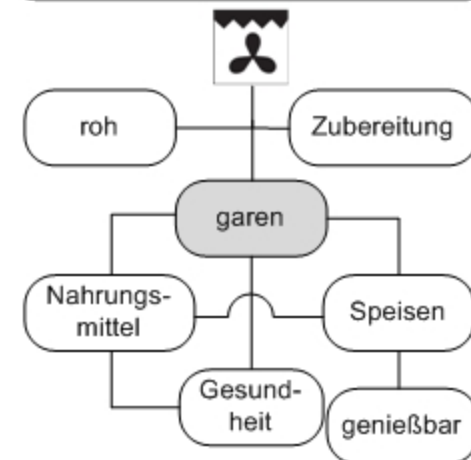 roh
Zubereitung
garen
Nahrungs-
mittel
Speisen
Gesund-
heit
genießbar